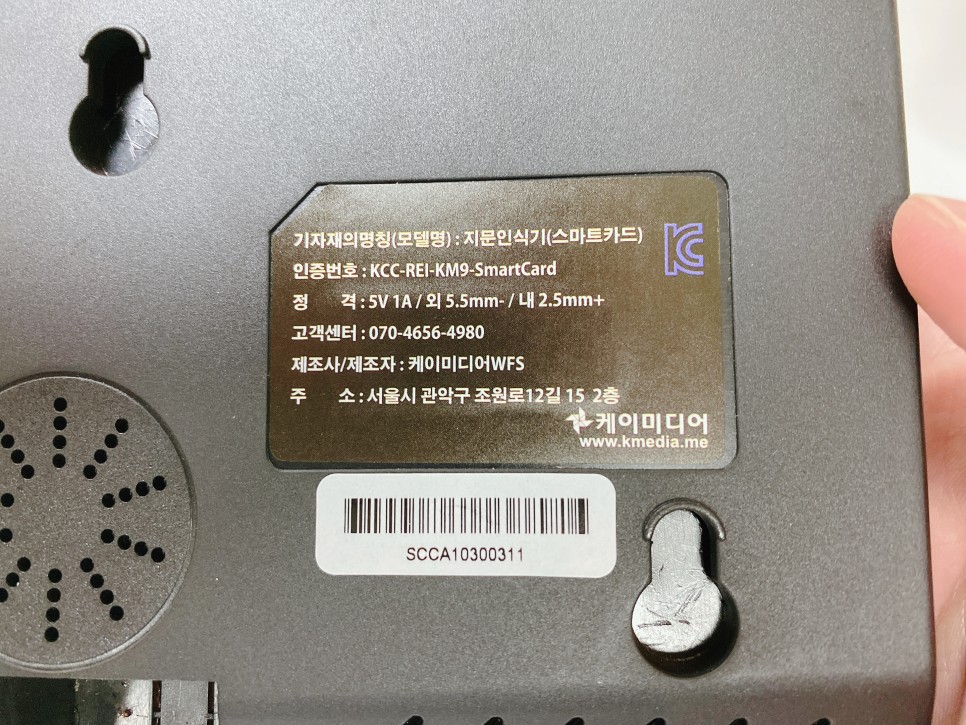 기자재의명칭(모델명) : 지문인식기(스마트카드)
인증번호 : KCC-REI-KM9-SmartCard
정 격 : 5V 1A / 외 5.5mm- / 내 2.5mm+
고객센터 : 070-4656-4980
제조사/제조자 : 케이미디어WFS
주 소 : 서울시 관악구 조원로12길 15 2층
케이미디어
www.kmedia.me
SCCA10300311